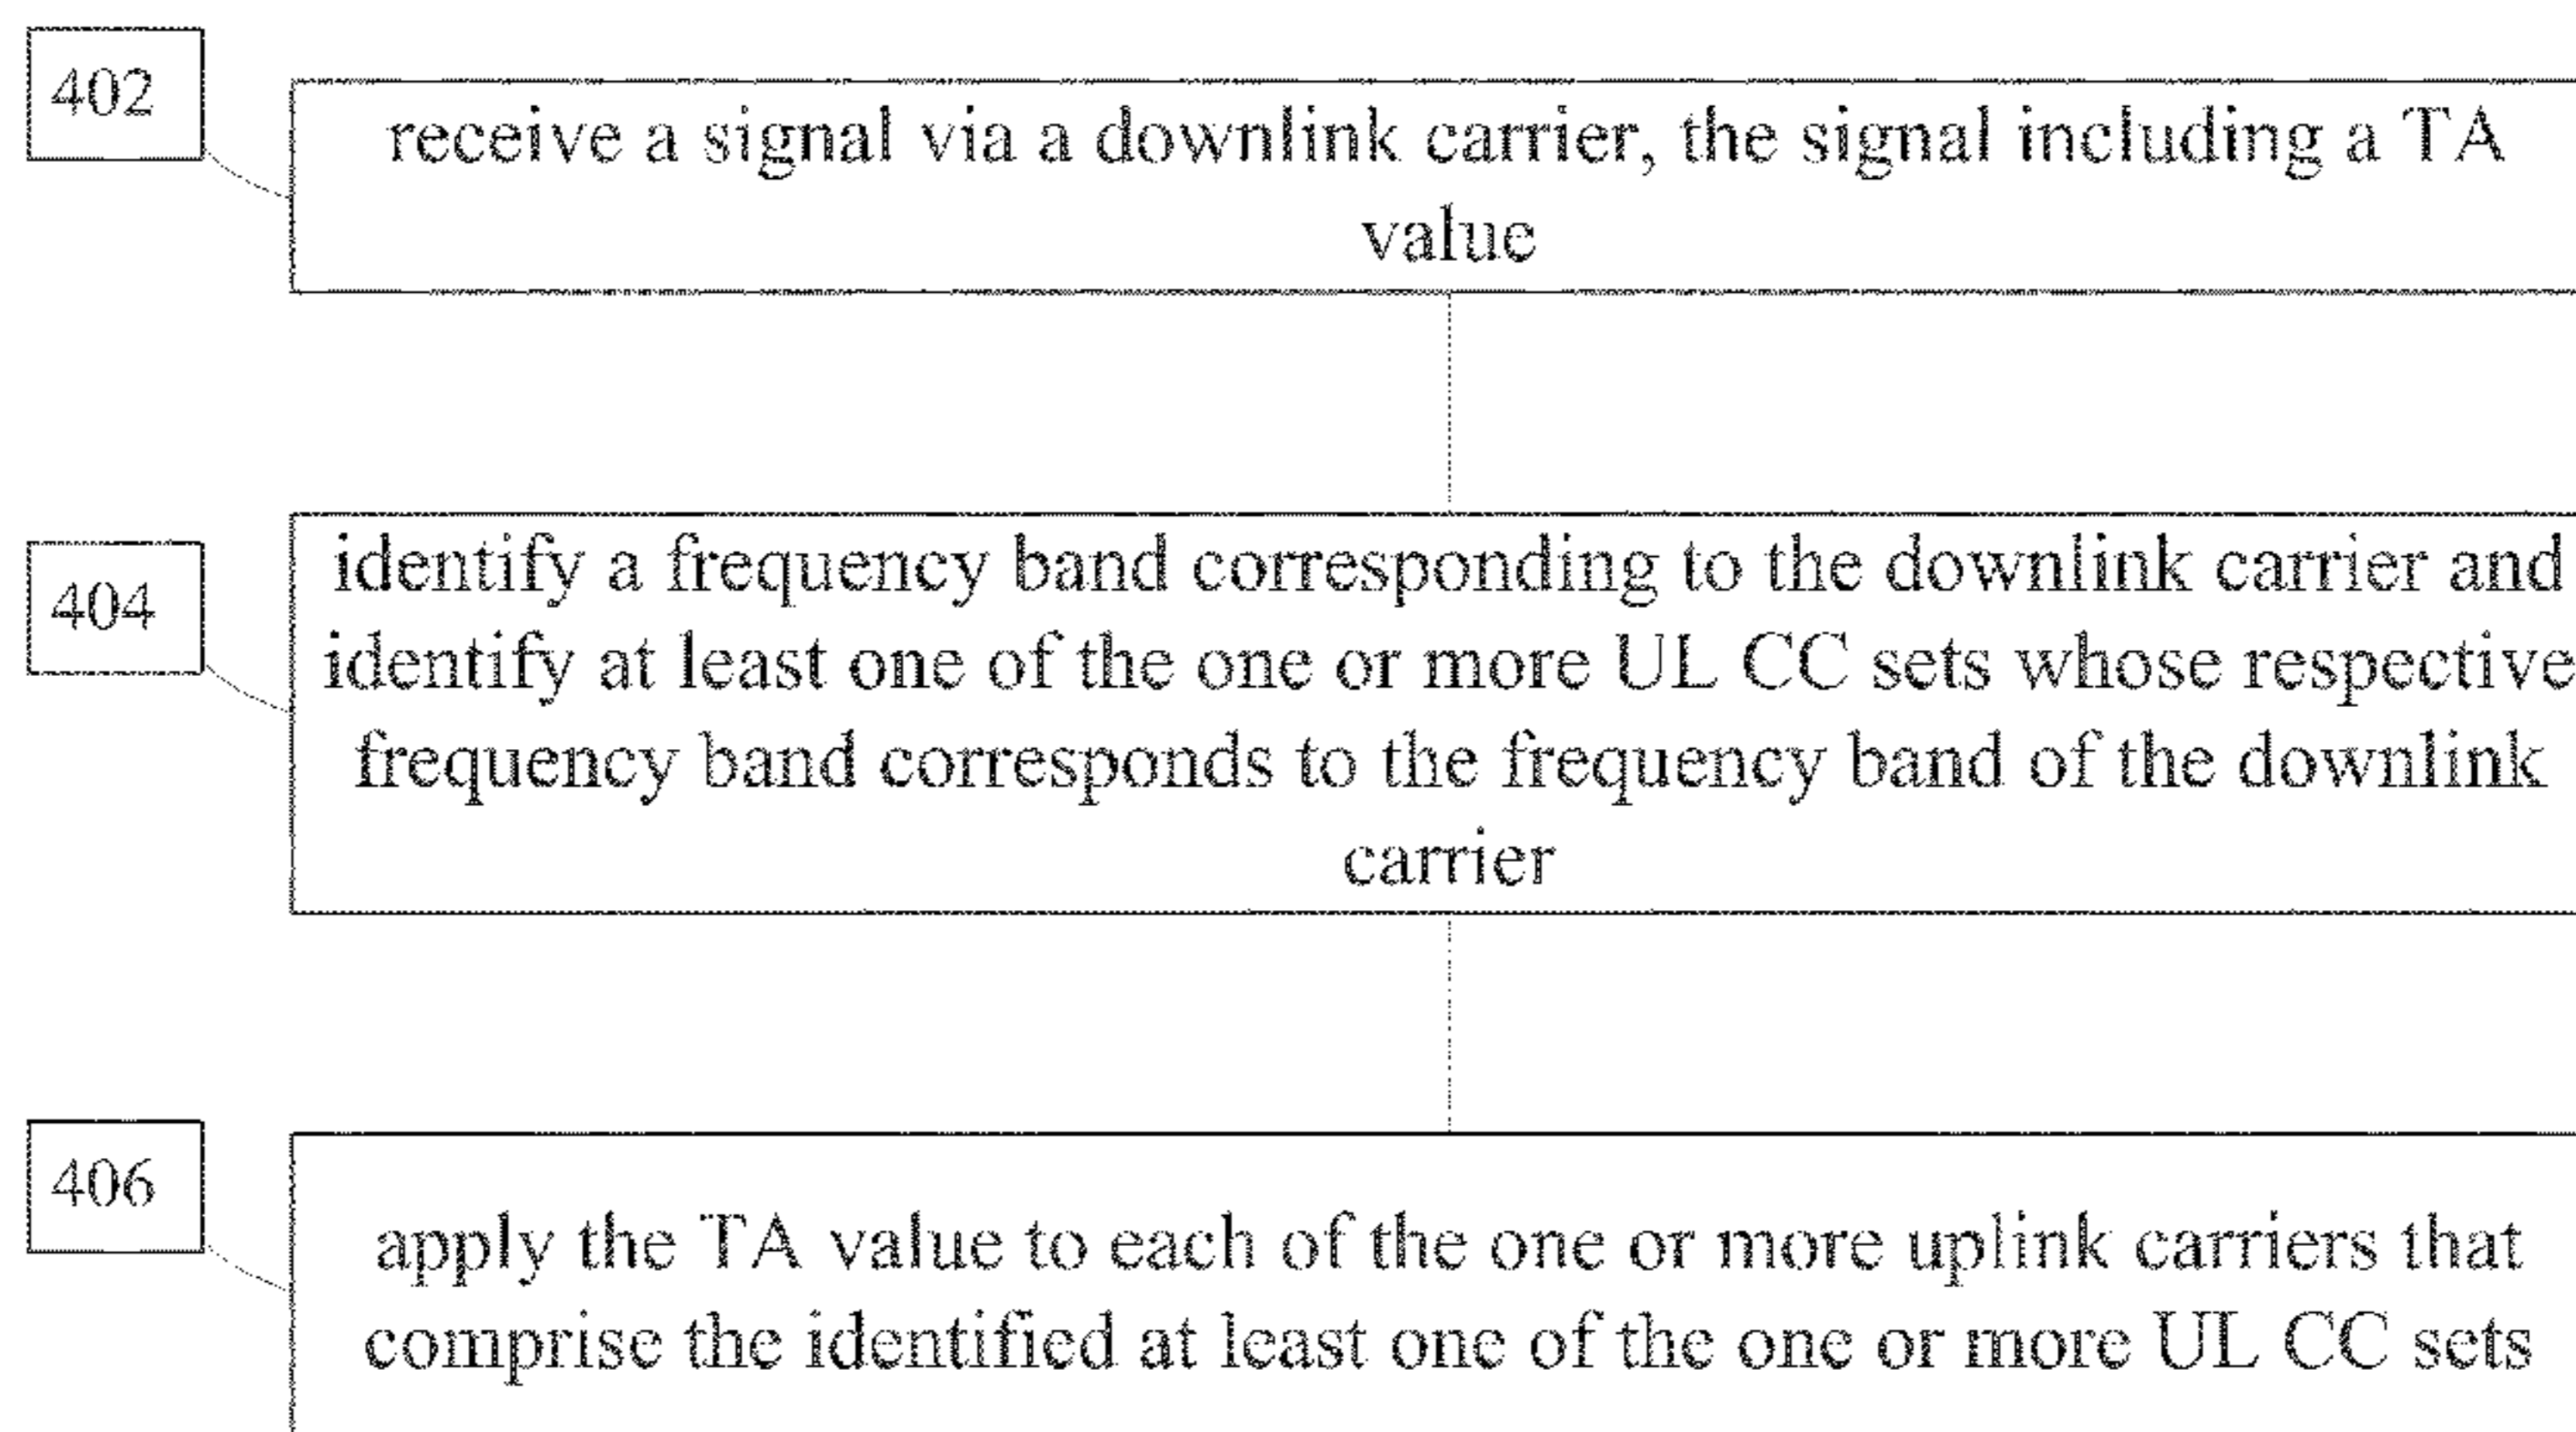 402
receive a signal via a downlink carrier, the signal including a TA
value
404
identify a frequency band corresponding to the downlink carrier and
identify at least one of the one or more UL CC sets whose respective
frequency band corresponds to the frequency band of the downlink
carrier
406
apply the TA value to each of the one or more uplink carriers that
comprise the identified at least one of the one or more UL CC sets